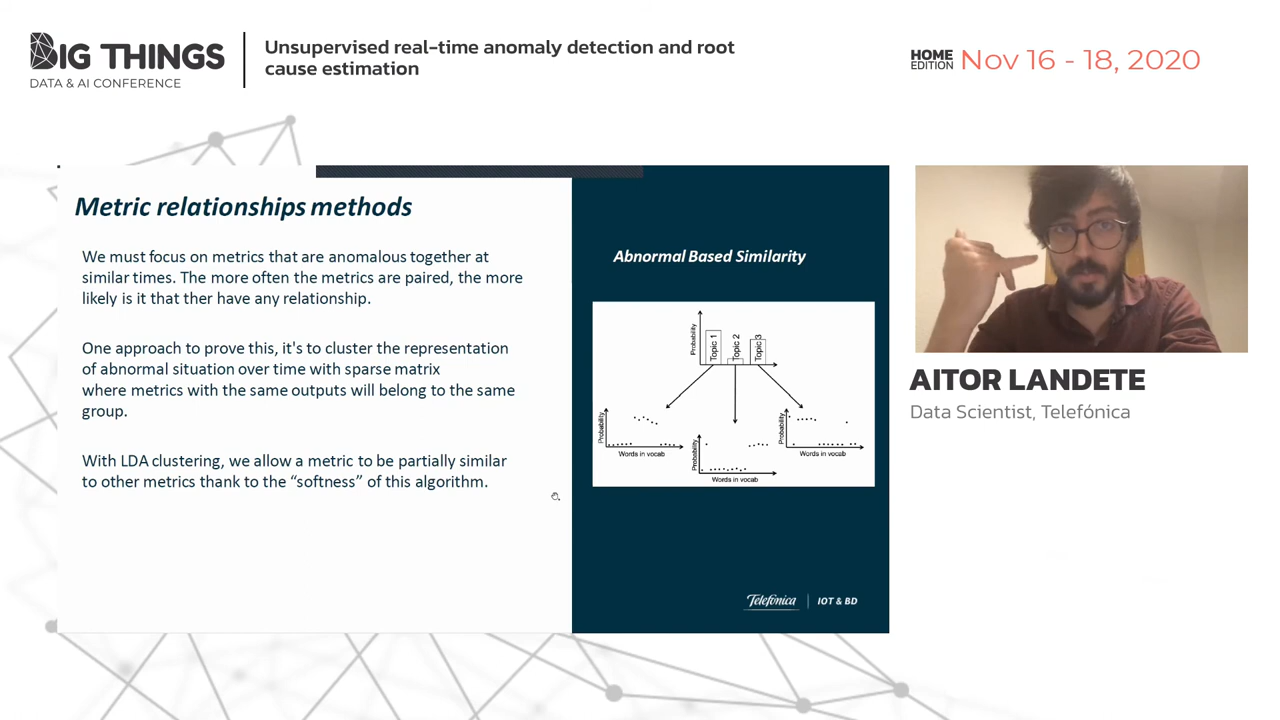 BIG THINGS
DATA & AI CONFERENCE
Unsupervised real-time anomaly detection and root
cause estimation
HOME
EDITION
Nov 16 - 18, 2020
Metric relationships methods
We must focus on metrics that are anomalous together at
similar times. The more often the metrics are paired, the more
likely is it that ther have any relationship.
One approach to prove this, it's to cluster the representation
of abnormal situation over time with sparse matrix
where metrics with the same outputs will belong to the same
group.
With LDA clustering, we allow a metric to be partially similar
to other metrics thank to the “softness” of this algorithm.
Abnormal Based Similarity
Probability
Topic 1
Topic 2
Topic 3
Probability
Words in vocab
Probability
Words in vocab
Probability
Words in vocab
Telefónica
IOT & BD
AITOR LANDETE
Data Scientist, Telefónica